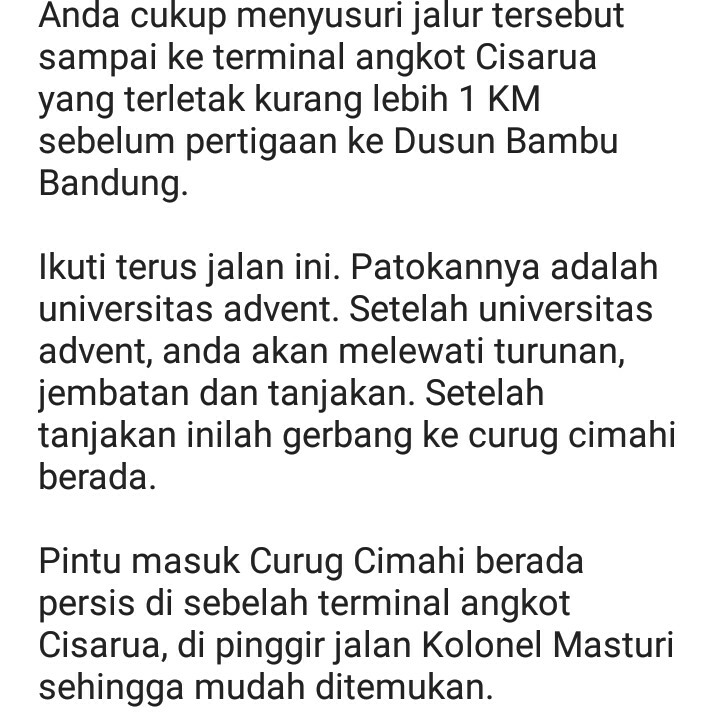 Anda cukup menyusuri jalur tersebut
sampai ke terminal angkot Cisarua
yang terletak kurang lebih 1 KM
sebelum pertigaan ke Dusun Bambu
Bandung.
Ikuti terus jalan ini. Patokannya adalah
universitas advent. Setelah universitas
advent, anda akan melewati turunan,
jembatan dan tanjakan. Setelah
tanjakan inilah gerbang ke curug cimahi
berada.
Pintu masuk Curug Cimahi berada
persis di sebelah terminal angkot
Cisarua, di pinggir jalan Kolonel Masturi
sehingga mudah ditemukan.